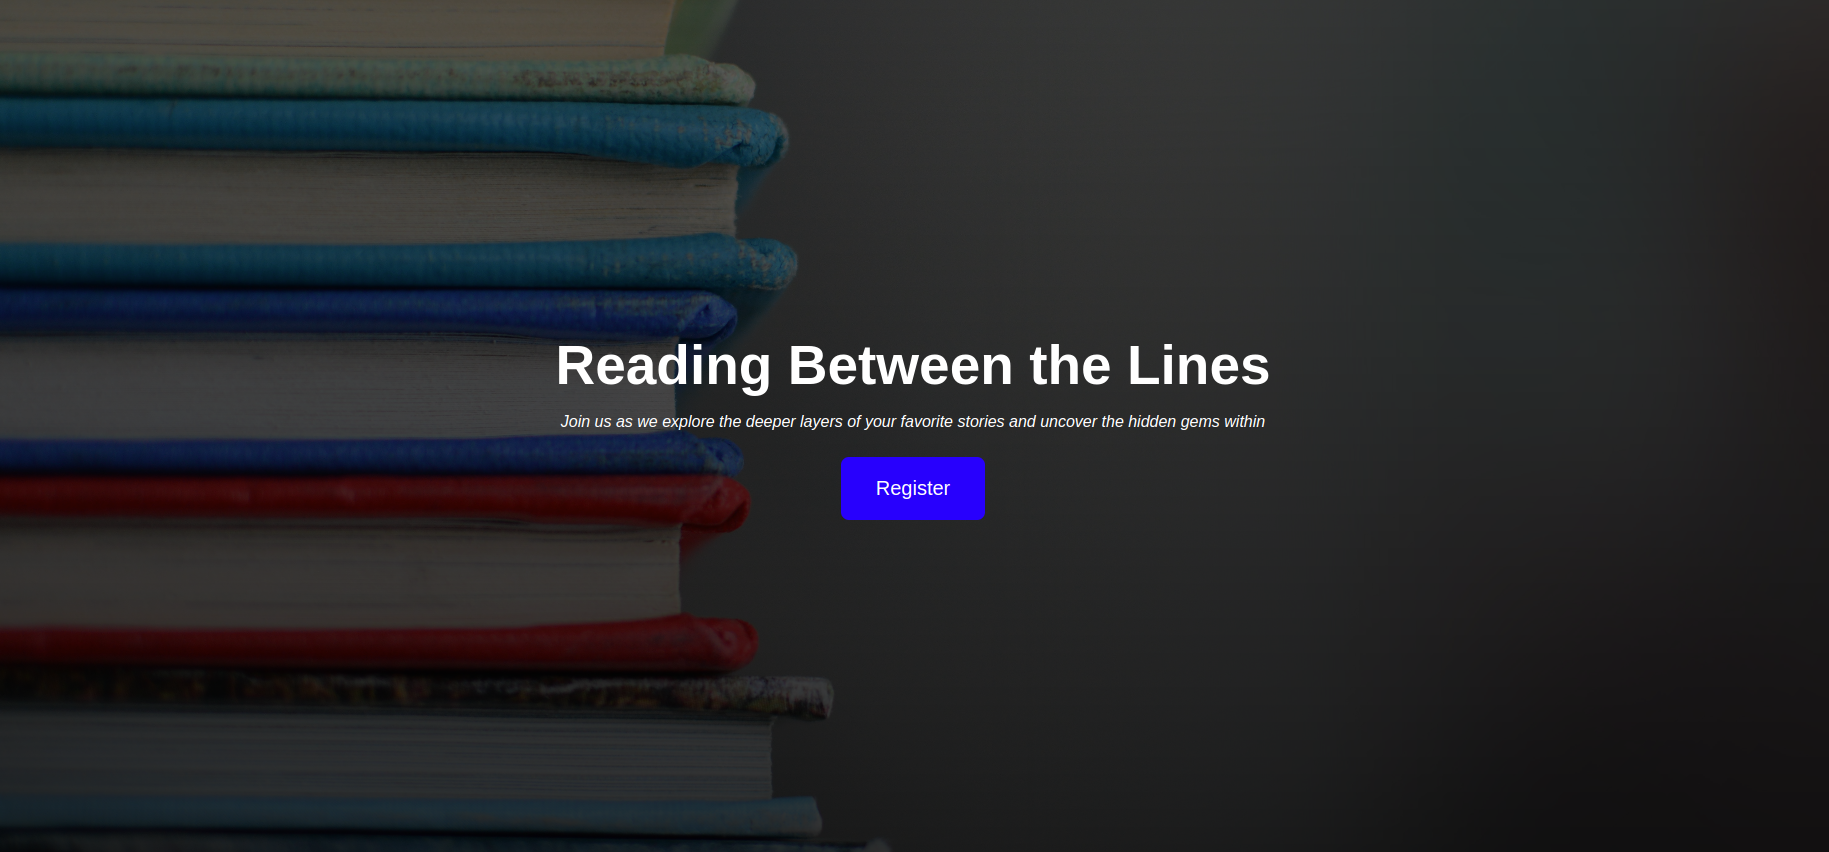 Reading Between the Lines
Join us as we explore the deeper layers of your favorite stories and uncover the hidden gems within
Register